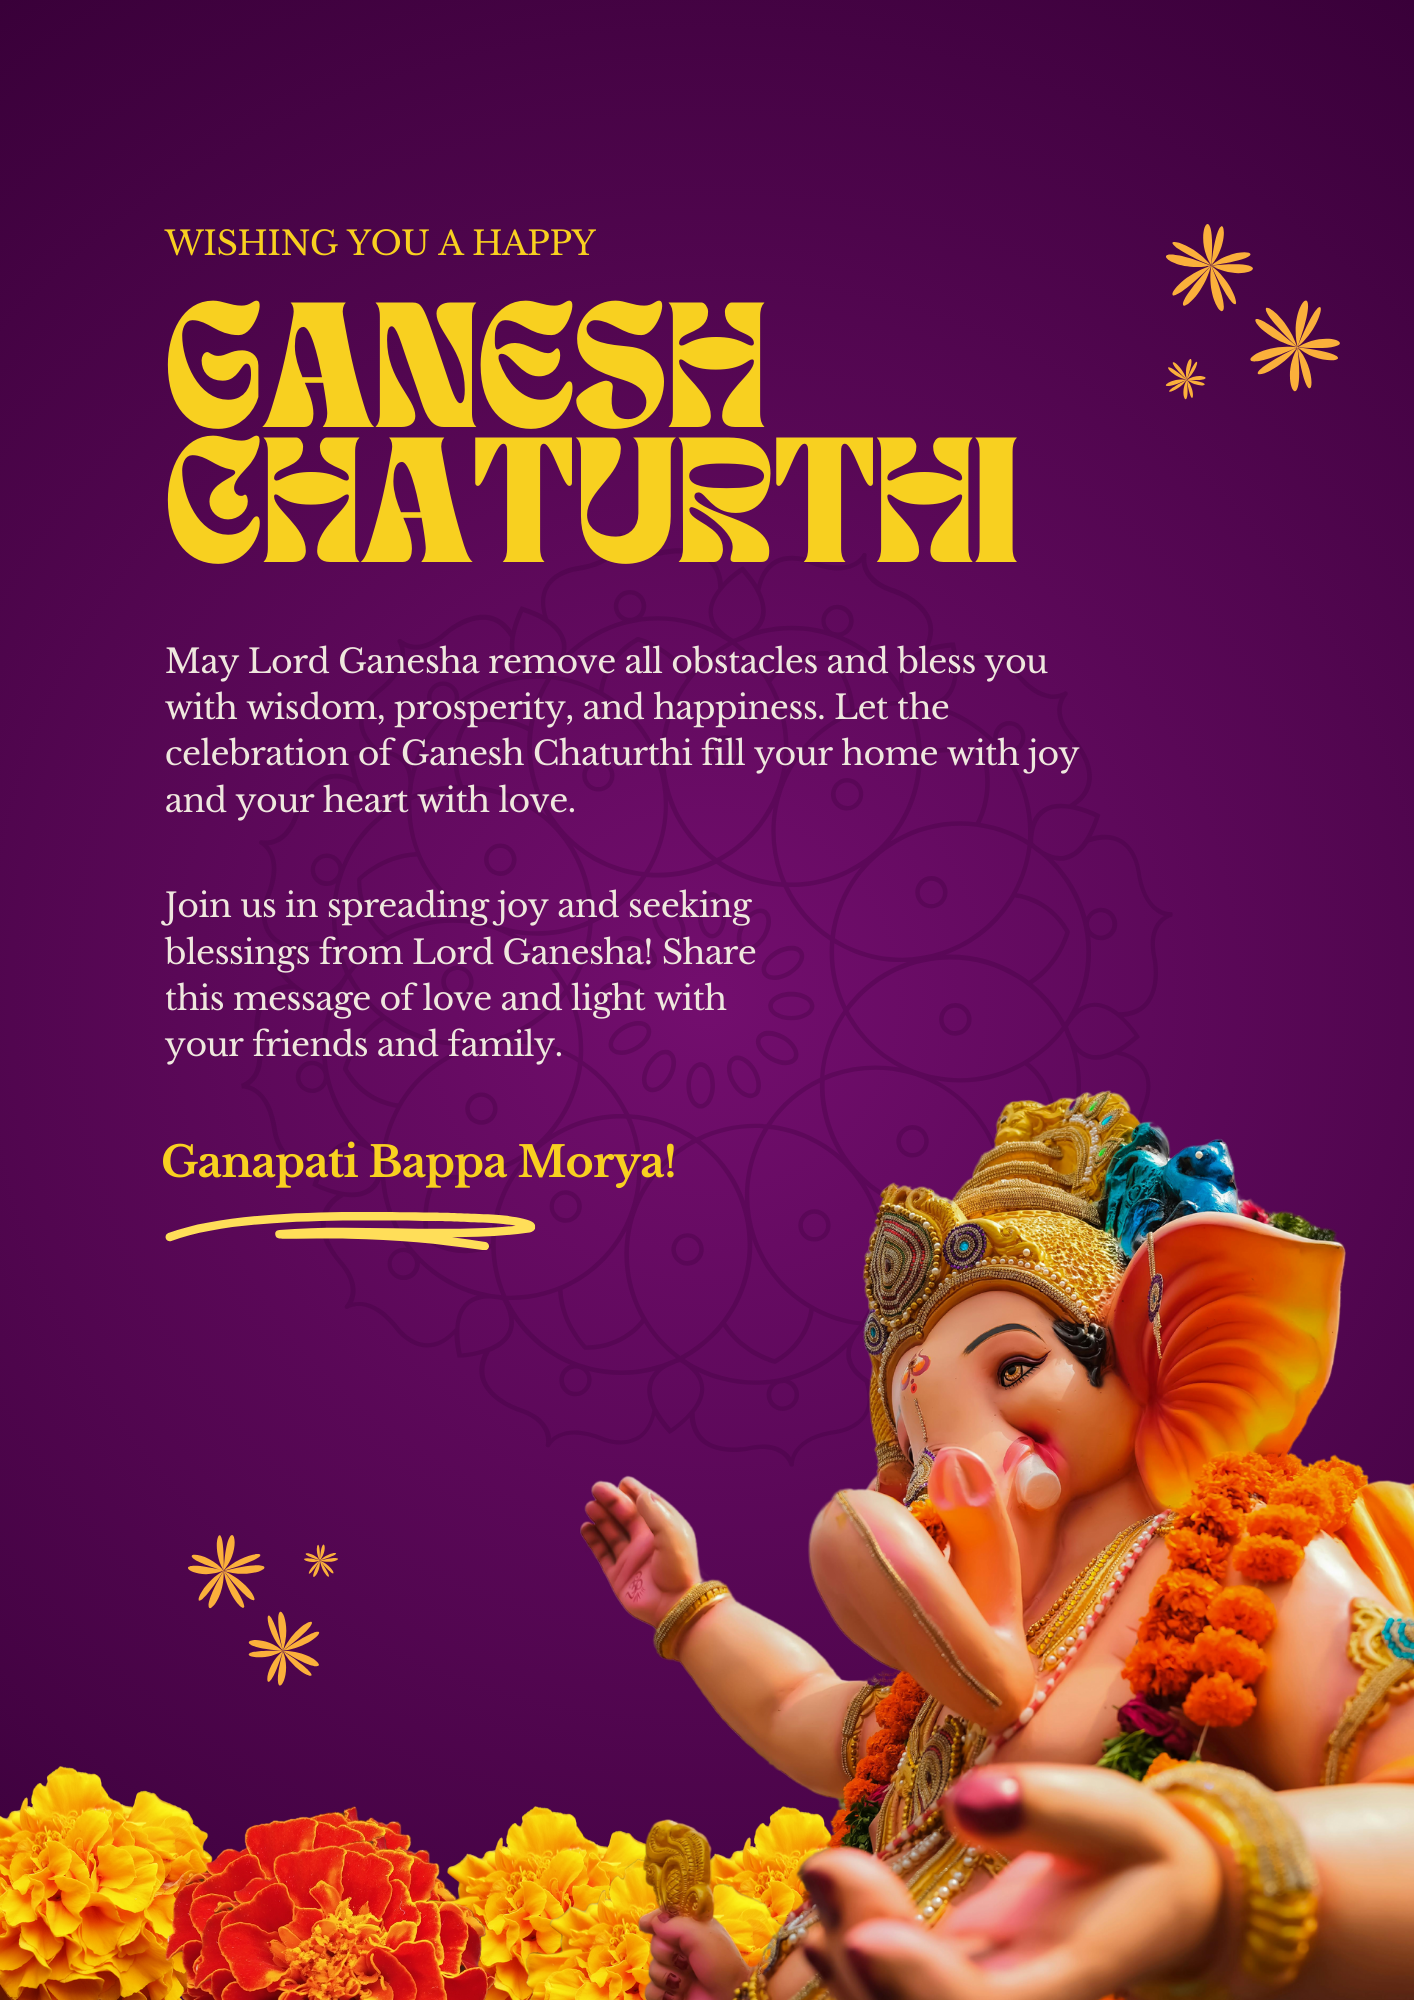 WISHING YOU A HAPPY
GANESH
CHATURTHI
May Lord Ganesha remove all obstacles and bless you
with wisdom, prosperity, and happiness. Let the
celebration of Ganesh Chaturthi fill your home with joy
and your heart with love.
Join us in spreading joy and seeking
blessings from Lord Ganesha! Share
this message of love and light with
your friends and family.
Ganapati Bappa Morya!